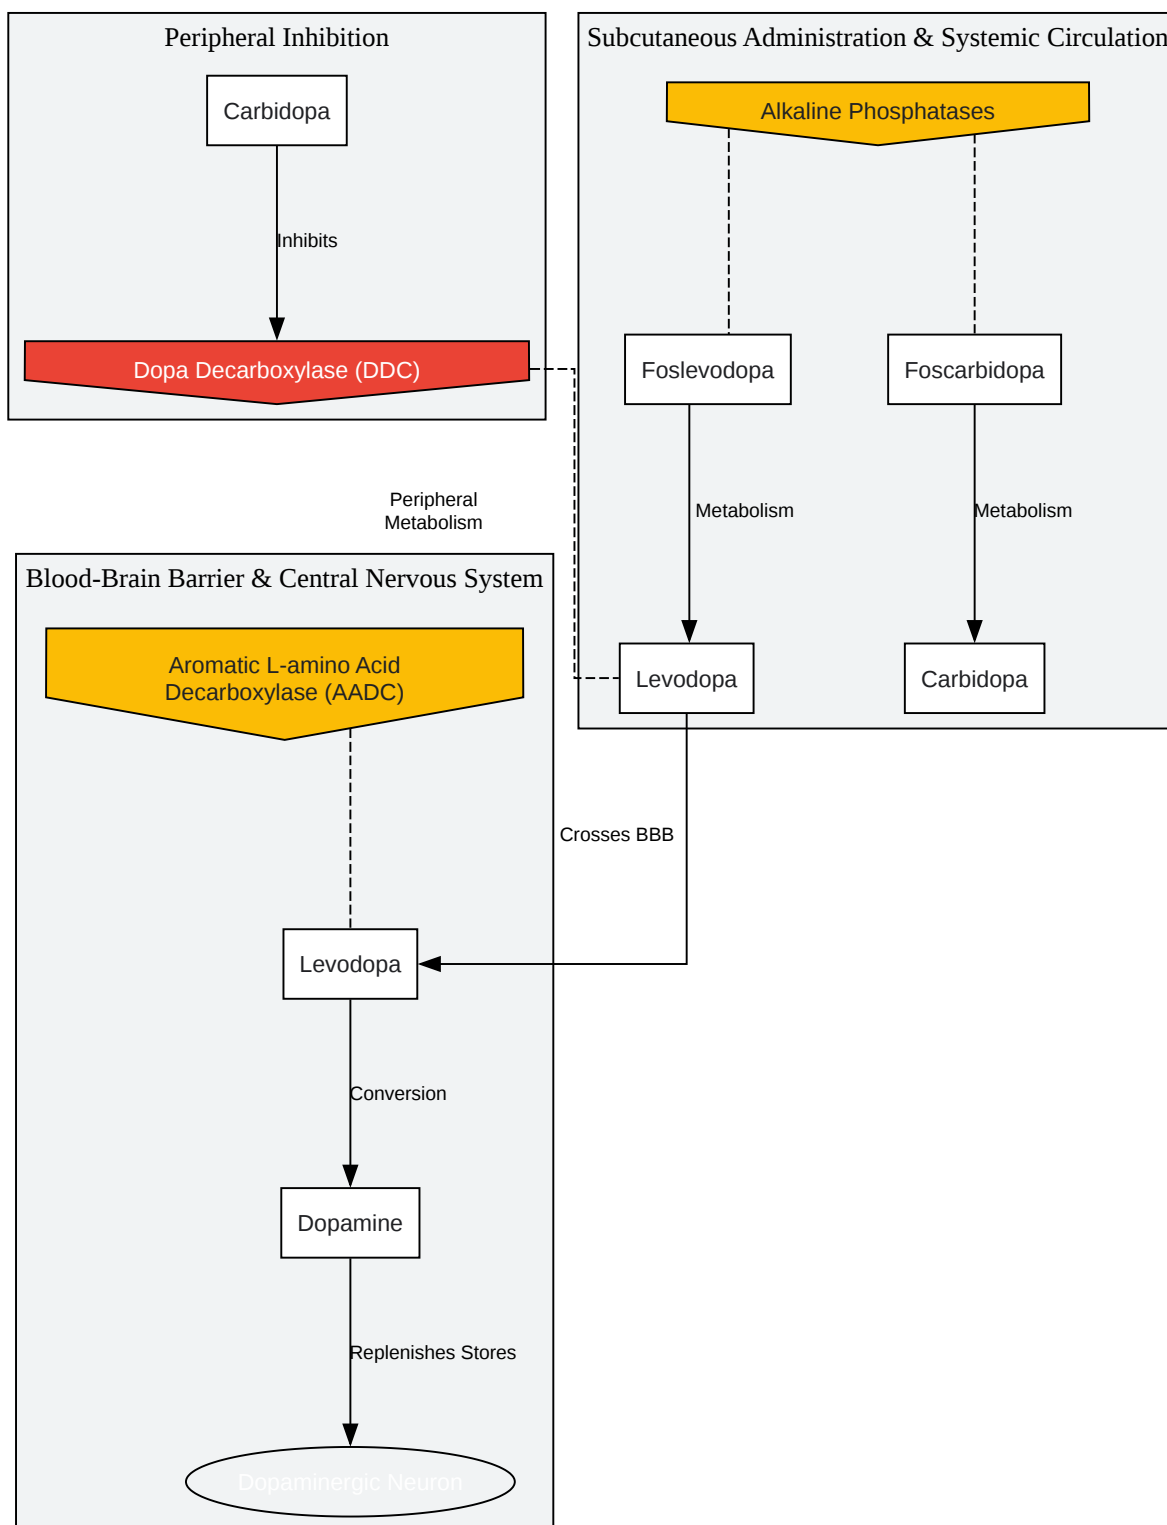 Peripheral Inhibition
Carbidopa
Inhibits
Dopa Decarboxylase (DDC)
Subcutaneous Administration & Systemic Circulation
Alkaline Phosphatases
Foslevodopa
Foscarbidopa
Metabolism
Metabolism
Levodopa
Carbidopa
Peripheral
Metabolism
Crosses BBB
Blood-Brain Barrier & Central Nervous System
Aromatic L-amino Acid
Decarboxylase (AADC)
Levodopa
Conversion
Dopamine
Replenishes Stores
Dopaminergic Neuron